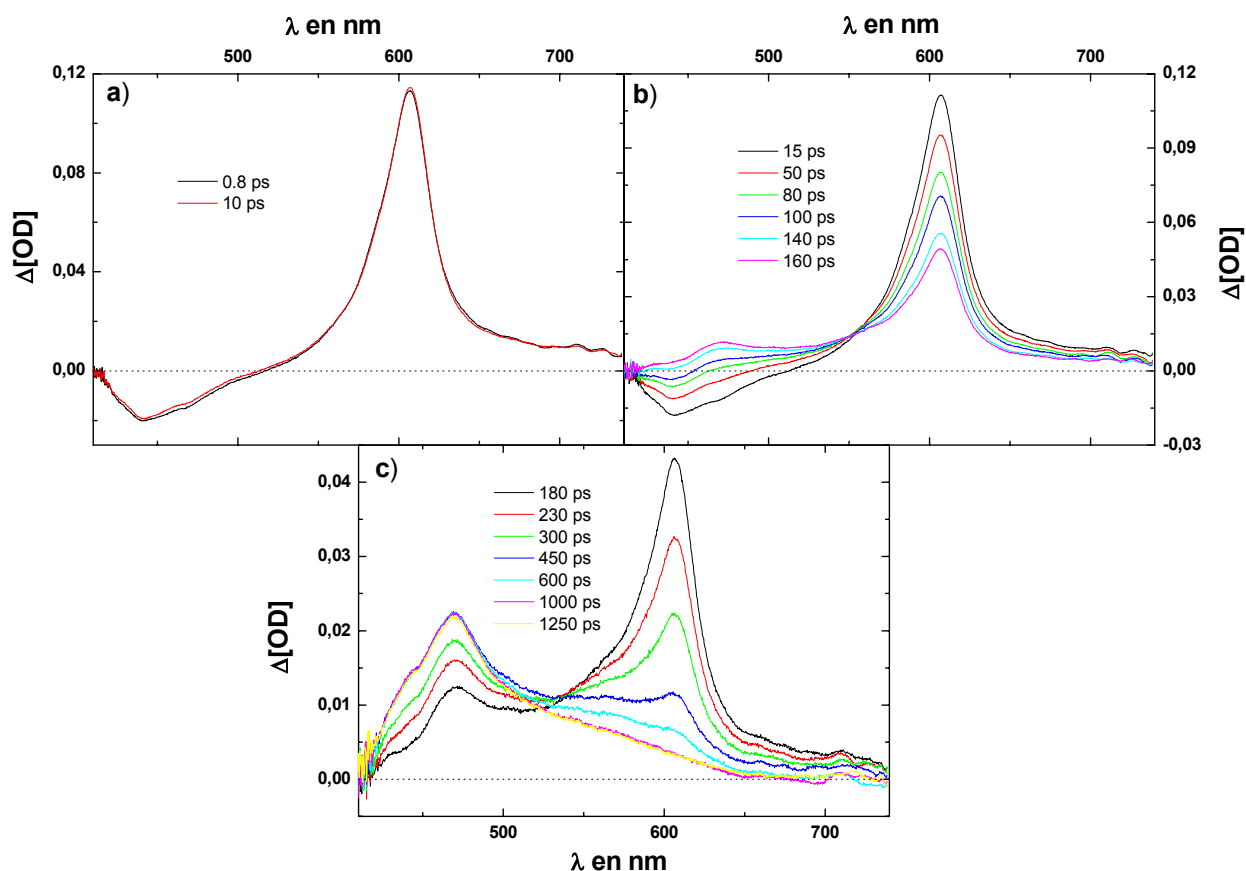 λ en nm
λ en nm
500 600 700
500 600 700
0,12
0,08
0,04
0,00
Δ[OD]
a)
0.8 ps
10 ps
b)
15 ps
50 ps
80 ps
100 ps
140 ps
160 ps
0,12
0,09
0,06
0,03
0,00
-0,03
Δ[OD]
c)
180 ps
230 ps
300 ps
450 ps
600 ps
1000 ps
1250 ps
0,04
0,03
0,02
0,01
0,00
Δ[OD]
500 600 700
λ en nm